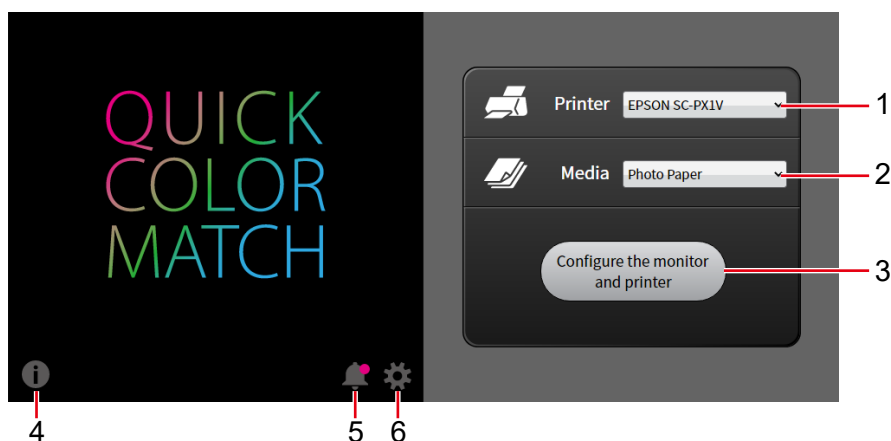 QUICK
COLOR
MATCH
Printer
EPSON SC-PX1V
1
Media
Photo Paper
2
Configure the monitor
and printer
3
4
5
6